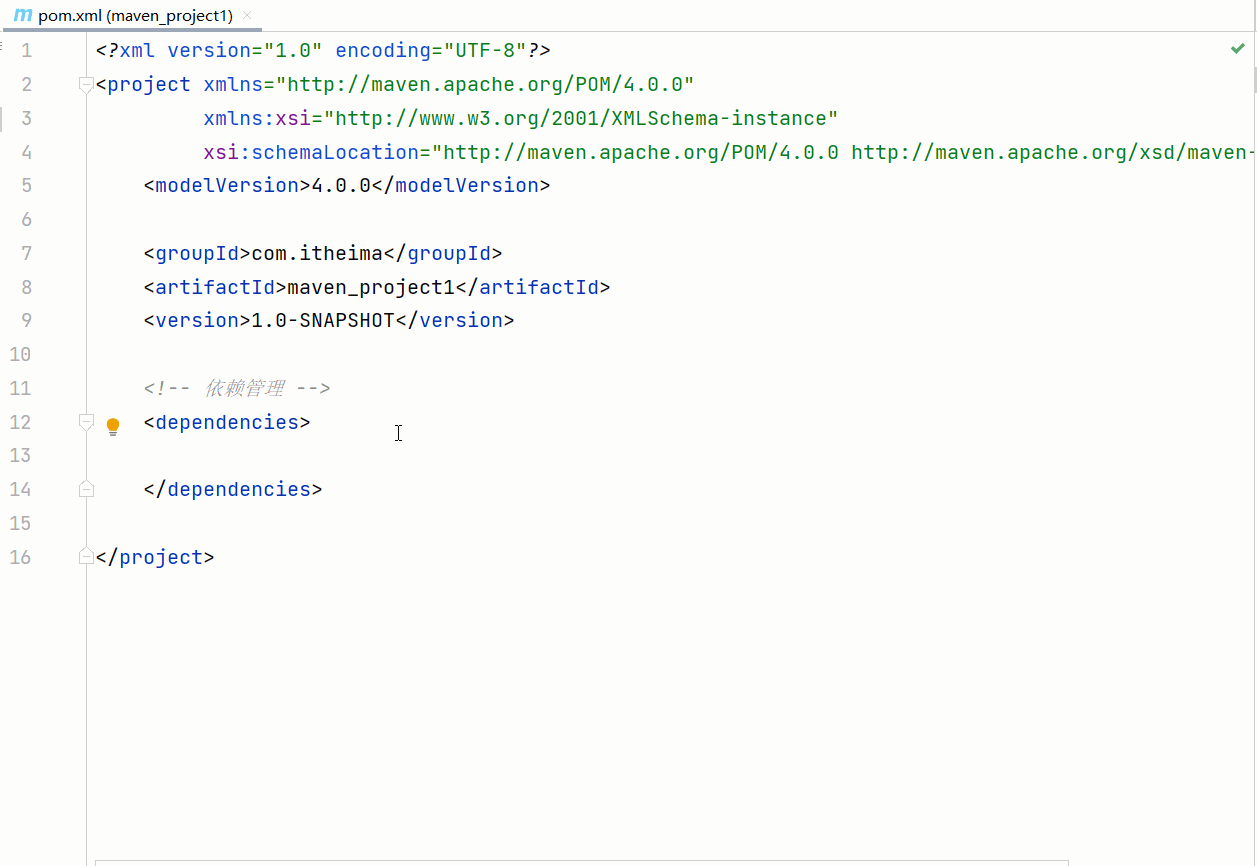 m pom.xml (maven_project1) ×
1 <?xml version="1.0" encoding="UTF-8"?>
2 <project xmlns="http://maven.apache.org/POM/4.0.0"
3 xmlns:xsi="http://www.w3.org/2001/XMLSchema-instance"
4 xsi:schemaLocation="http://maven.apache.org/POM/4.0.0 http://maven.apache.org/xsd/maven-
5 <modelVersion>4.0.0</modelVersion>
6
7 <groupId>com.itheima</groupId>
8 <artifactId>maven_project1</artifactId>
9 <version>1.0-SNAPSHOT</version>
10
11 <!-- 依赖管理 -->
12 <dependencies>
13
14 </dependencies>
15
16 </project>